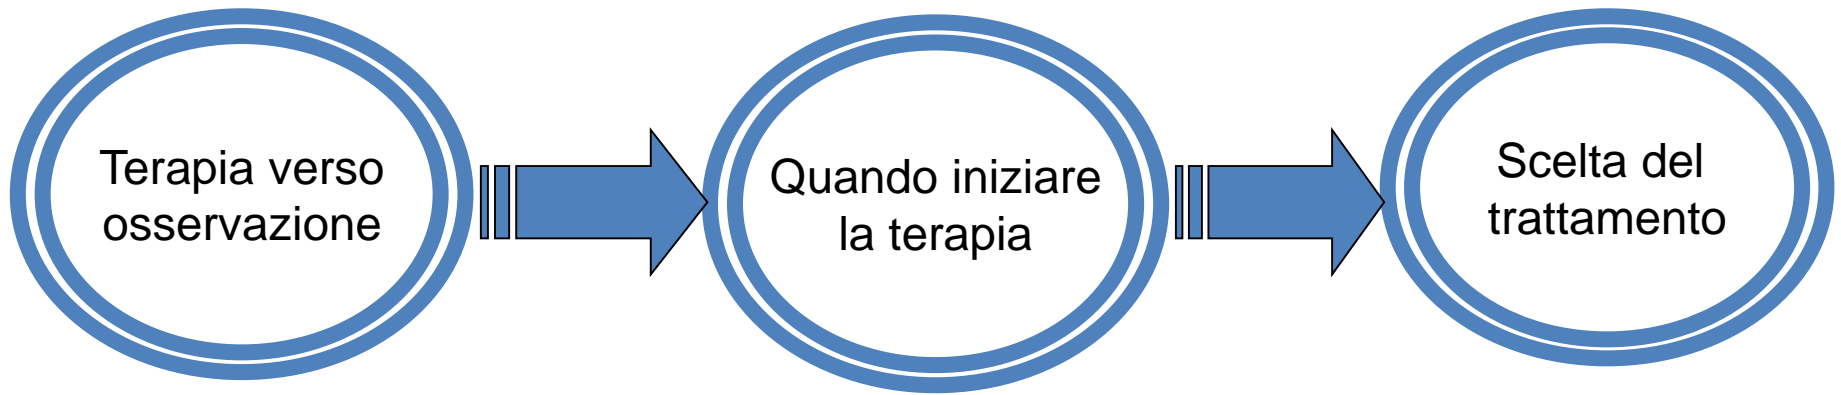 Terapia verso
osservazione
Quando iniziare
la terapia
Scelta del
trattamento